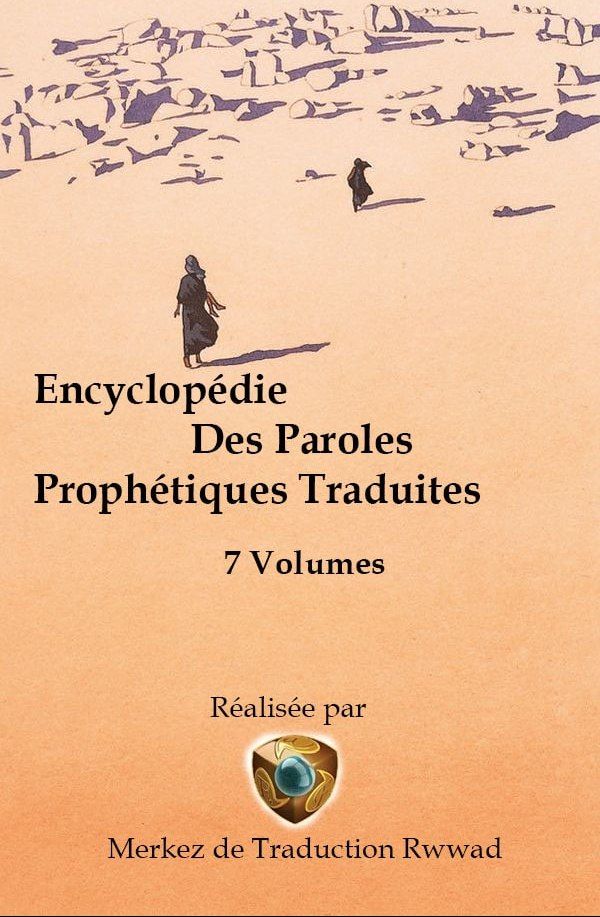 Encyclopédie
Des Paroles
Prophétiques Traduites
7 Volumes
Réalisée par
Merkez de Traduction Rwwad